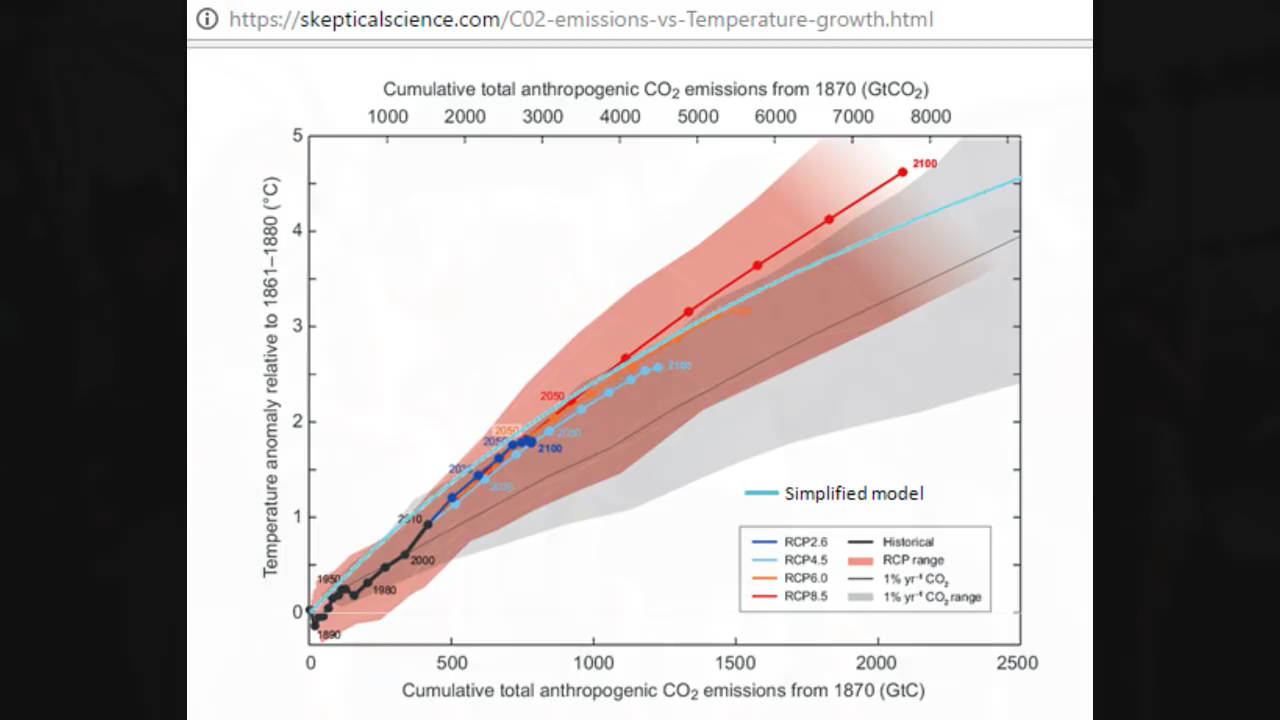 https://skepticalscience.com/C02-emissions-vs-Temperature-growth.html
Cumulative total anthropogenic CO₂ emissions from 1870 (GtCO₂)
1000 2000 3000 4000 5000 6000 7000 8000
Temperature anomaly relative to 1861–1880 (°C)
5
4
3
2
1
0
2100
2100
2050
2050
2050
2100
2030
2010
2000
1950
1980
1890
Simplified model
RCP2.6
RCP4.5
RCP6.0
RCP8.5
Historical
RCP range
1% yr⁻¹ CO₂
1% yr⁻¹ CO₂ range
0 500 1000 1500 2000 2500
Cumulative total anthropogenic CO₂ emissions from 1870 (GtC)